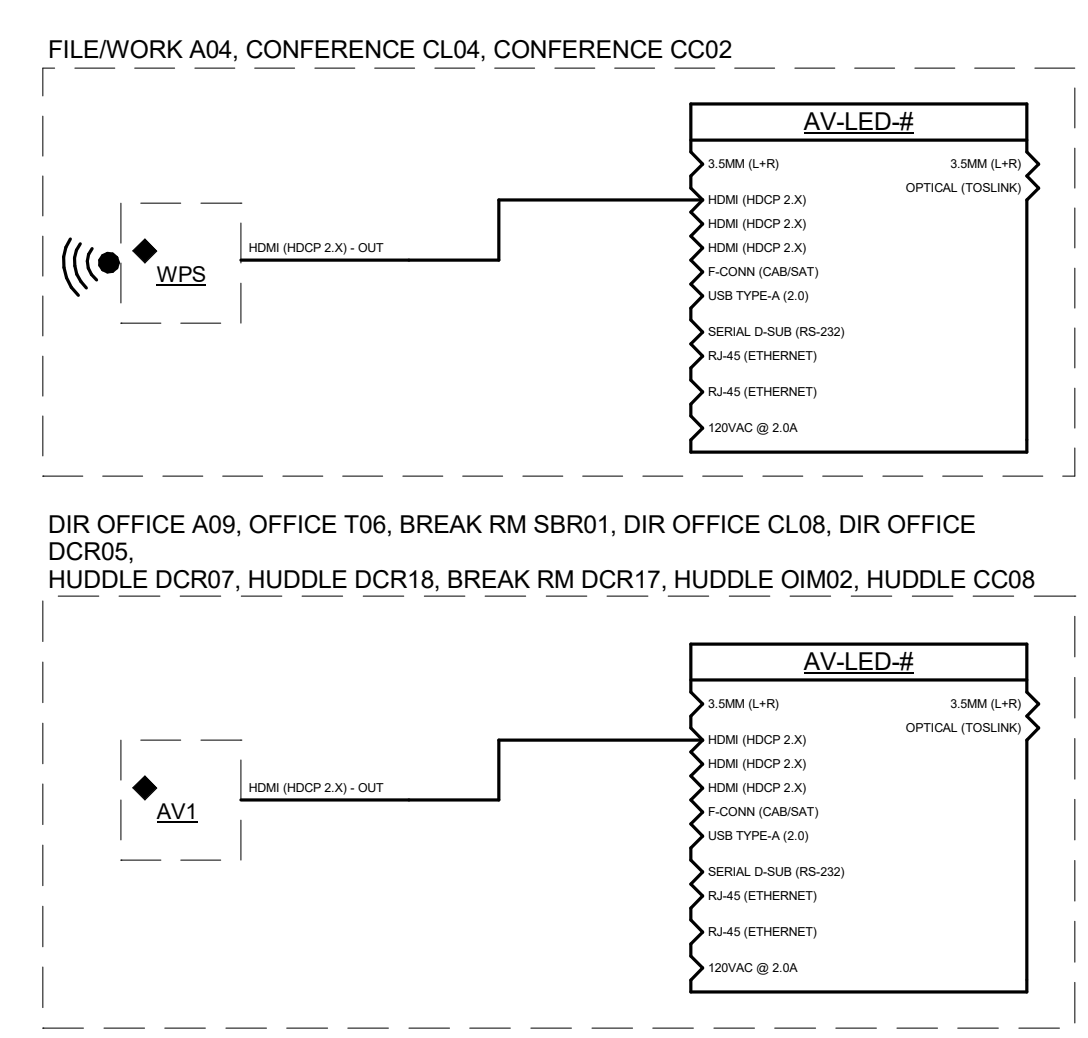 FILE/WORK A04, CONFERENCE CL04, CONFERENCE CC02
AV-LED-#
3.5MM (L+R)
3.5MM (L+R)
OPTICAL (TOSLINK)
HDMI (HDCP 2.X)
HDMI (HDCP 2.X)
HDMI (HDCP 2.X)
F-CONN (CAB/SAT)
USB TYPE-A (2.0)
SERIAL D-SUB (RS-232)
RJ-45 (ETHERNET)
RJ-45 (ETHERNET)
120VAC @ 2.0A
HDMI (HDCP 2.X) - OUT
WPS
DIR OFFICE A09, OFFICE T06, BREAK RM SBR01, DIR OFFICE CL08, DIR OFFICE
DCR05,
HUDDLE DCR07, HUDDLE DCR18, BREAK RM DCR17, HUDDLE OIM02, HUDDLE CC08
AV-LED-#
3.5MM (L+R)
3.5MM (L+R)
OPTICAL (TOSLINK)
HDMI (HDCP 2.X)
HDMI (HDCP 2.X)
HDMI (HDCP 2.X)
F-CONN (CAB/SAT)
USB TYPE-A (2.0)
SERIAL D-SUB (RS-232)
RJ-45 (ETHERNET)
RJ-45 (ETHERNET)
120VAC @ 2.0A
HDMI (HDCP 2.X) - OUT
AV1